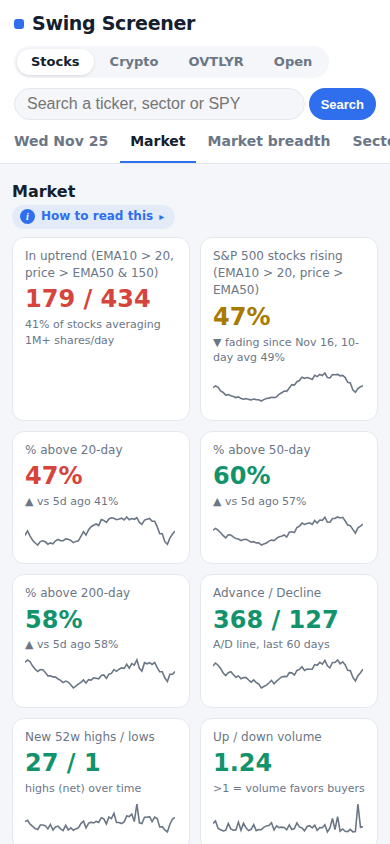 Swing Screener
Stocks Crypto OVTLYR Open
Search a ticker, sector or SPY Search
Wed Nov 25 Market Market breadth Secto
Market
i How to read this ▸
In uptrend (EMA10 > 20,
price > EMA50 & 150)
179 / 434
41% of stocks averaging
1M+ shares/day
S&P 500 stocks rising
(EMA10 > 20, price >
EMA50)
47%
▼ fading since Nov 16, 10-
day avg 49%
% above 20-day
47%
▲ vs 5d ago 41%
% above 50-day
60%
▲ vs 5d ago 57%
% above 200-day
58%
▲ vs 5d ago 58%
Advance / Decline
368 / 127
A/D line, last 60 days
New 52w highs / lows
27 / 1
highs (net) over time
Up / down volume
1.24
>1 = volume favors buyers